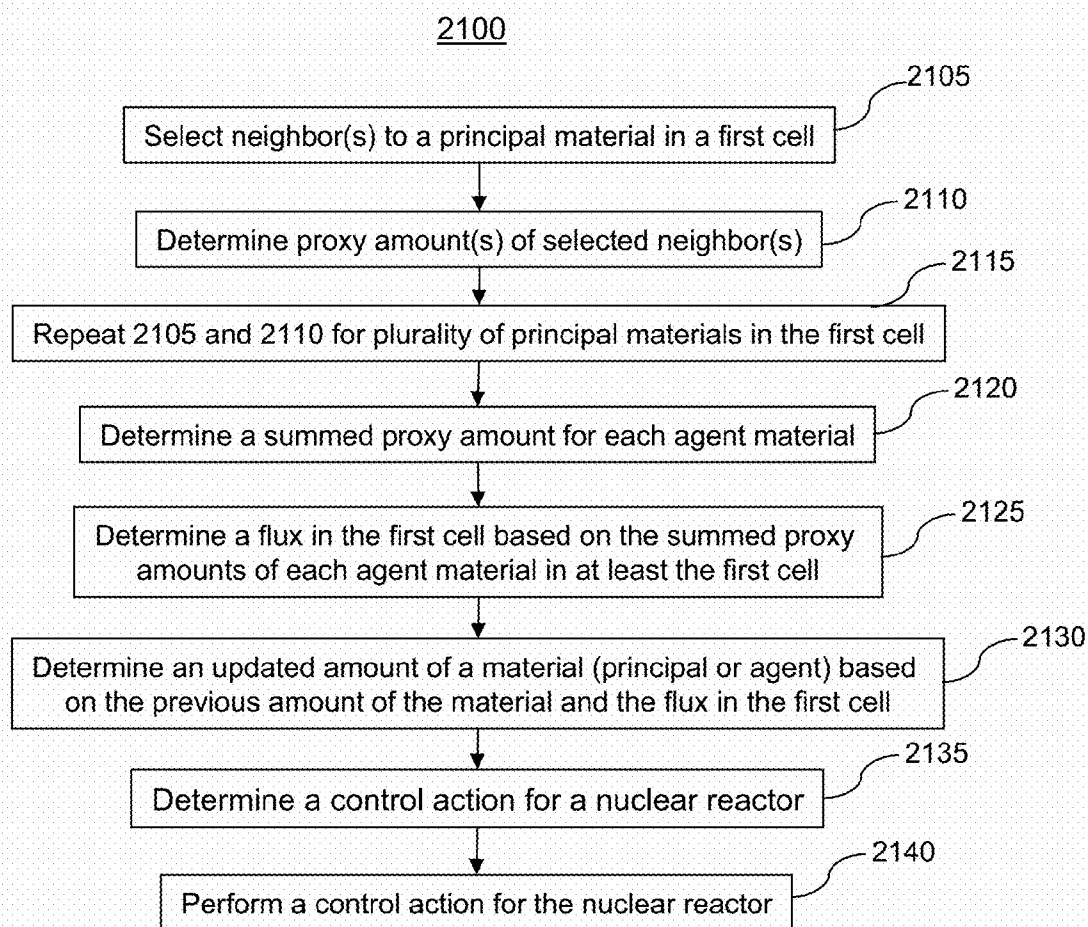 2100
2105
Select neighbor(s) to a principal material in a first cell
2110
Determine proxy amount(s) of selected neighbor(s)
2115
Repeat 2105 and 2110 for plurality of principal materials in the first cell
2120
Determine a summed proxy amount for each agent material
2125
Determine a flux in the first cell based on the summed proxy
amounts of each agent material in at least the first cell
2130
Determine an updated amount of a material (principal or agent) based
on the previous amount of the material and the flux in the first cell
2135
Determine a control action for a nuclear reactor
2140
Perform a control action for the nuclear reactor